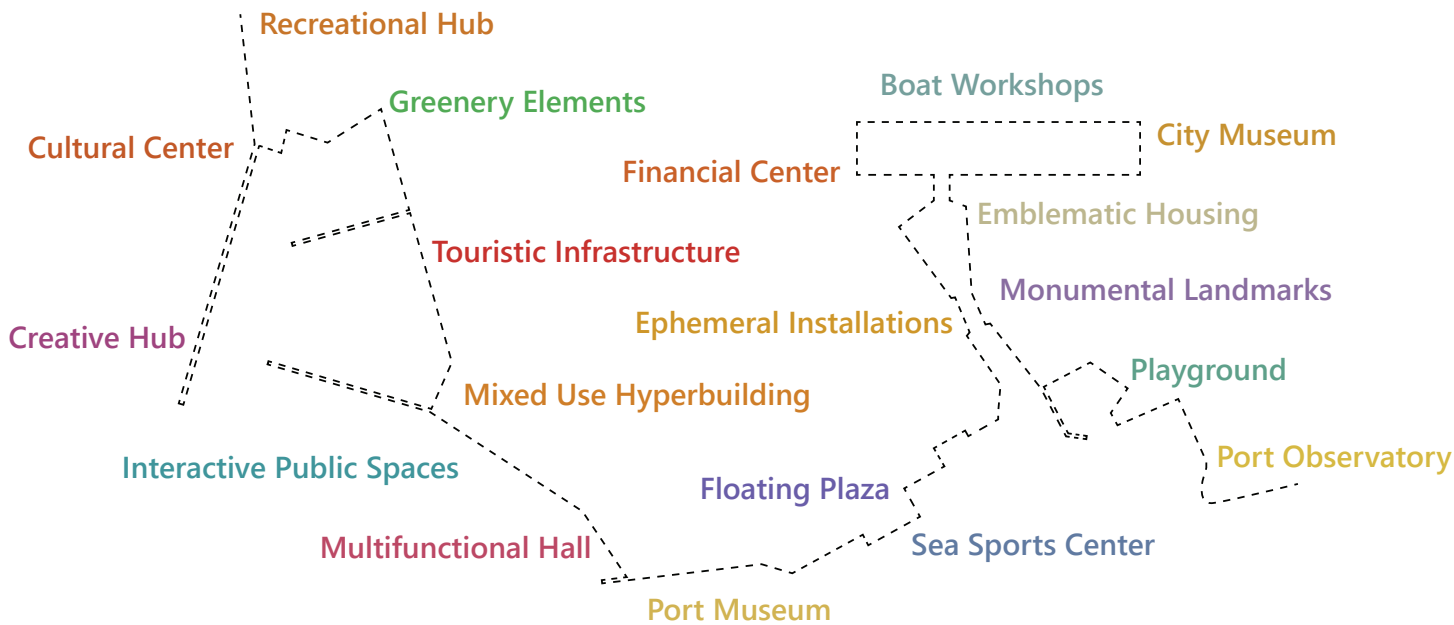 Recreational Hub
Boat Workshops
Greenery Elements
City Museum
Cultural Center
Financial Center
Emblematic Housing
Touristic Infrastructure
Monumental Landmarks
Ephemeral Installations
Creative Hub
Playground
Mixed Use Hyperbuilding
Port Observatory
Interactive Public Spaces
Floating Plaza
Multifunctional Hall
Sea Sports Center
Port Museum